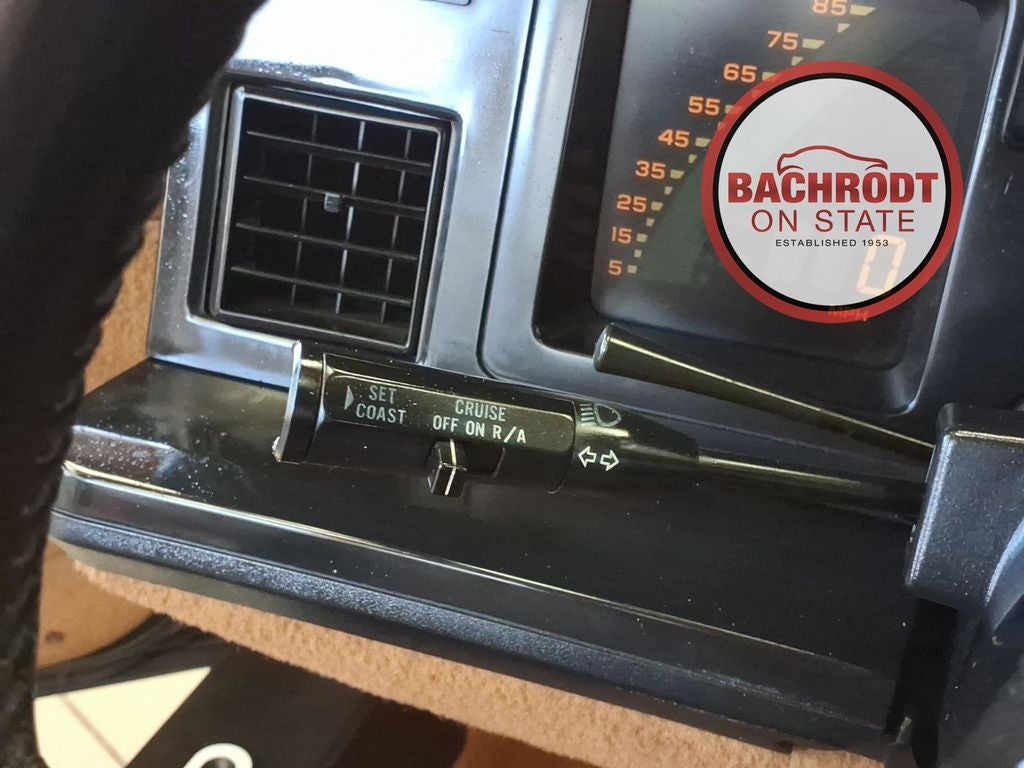 85
75
65
55
45
35
25
15
5
0
MPH
BACHRODT
ON STATE
ESTABLISHED 1953
SET
COAST
CRUISE
OFF ON R/A